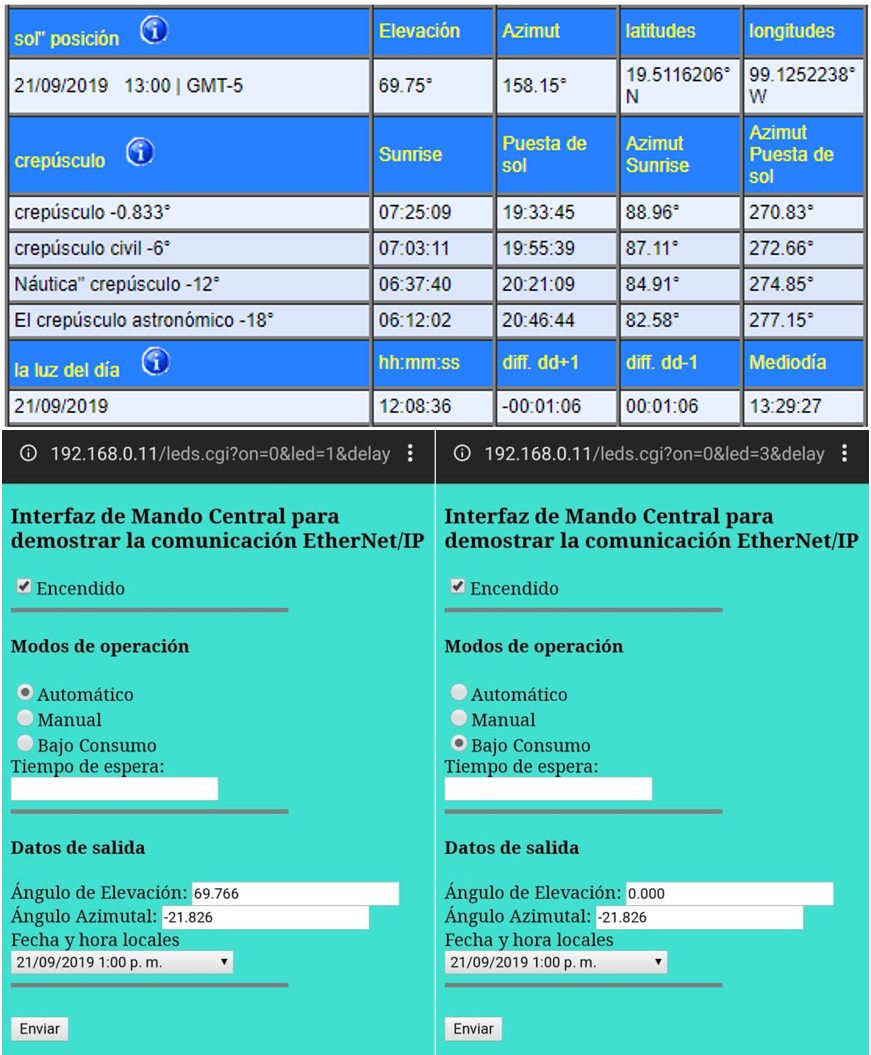 sol" posición Elevación Azimut latitudes longitudes
21/09/2019 13:00 | GMT-5 69.75° 158.15° 19.5116206° N 99.1252238° W
crepúsculo Sunrise Puesta de sol Azimut Sunrise Azimut Puesta de sol
crepúsculo -0.833° 07:25:09 19:33:45 88.96° 270.83°
crepúsculo civil -6° 07:03:11 19:55:39 87.11° 272.66°
Náutica" crepúsculo -12° 06:37:40 20:21:09 84.91° 274.85°
El crepúsculo astronómico -18° 06:12:02 20:46:44 82.58° 277.15°
la luz del día hh:mm:ss diff. dd+1 diff. dd-1 Mediodía
21/09/2019 12:08:36 -00:01:06 00:01:06 13:29:27
192.168.0.11/leds.cgi?on=0&led=1&delay
Interfaz de Mando Central para
demostrar la comunicación EtherNet/IP
Encendido
Modos de operación
Automático
Manual
Bajo Consumo
Tiempo de espera:
Datos de salida
Ángulo de Elevación: 69.766
Ángulo Azimutal: -21.826
Fecha y hora locales
21/09/2019 1:00 p. m.
Enviar
192.168.0.11/leds.cgi?on=0&led=3&delay
Interfaz de Mando Central para
demostrar la comunicación EtherNet/IP
Encendido
Modos de operación
Automático
Manual
Bajo Consumo
Tiempo de espera:
Datos de salida
Ángulo de Elevación: 0.000
Ángulo Azimutal: -21.826
Fecha y hora locales
21/09/2019 1:00 p. m.
Enviar